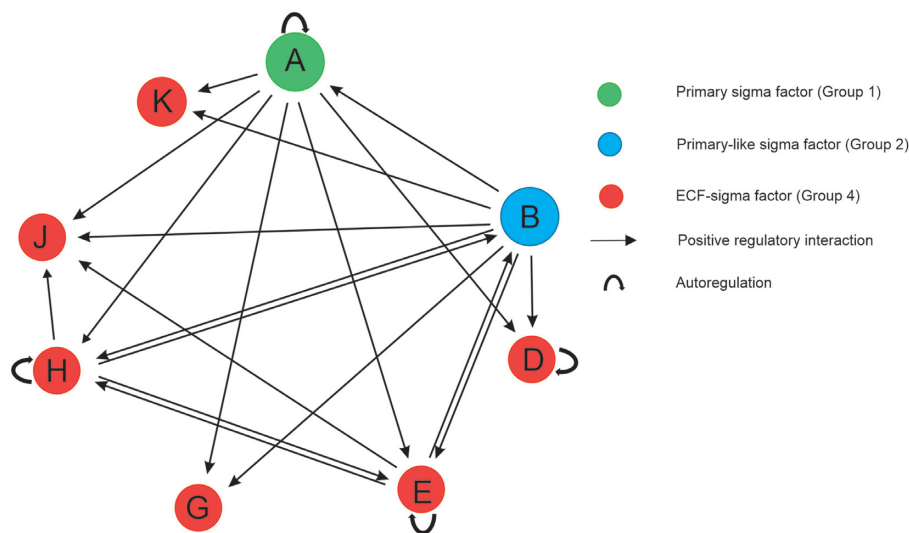 A
K
B
J
H
D
E
G
Primary sigma factor (Group 1)
Primary-like sigma factor (Group 2)
ECF-sigma factor (Group 4)
Positive regulatory interaction
Autoregulation